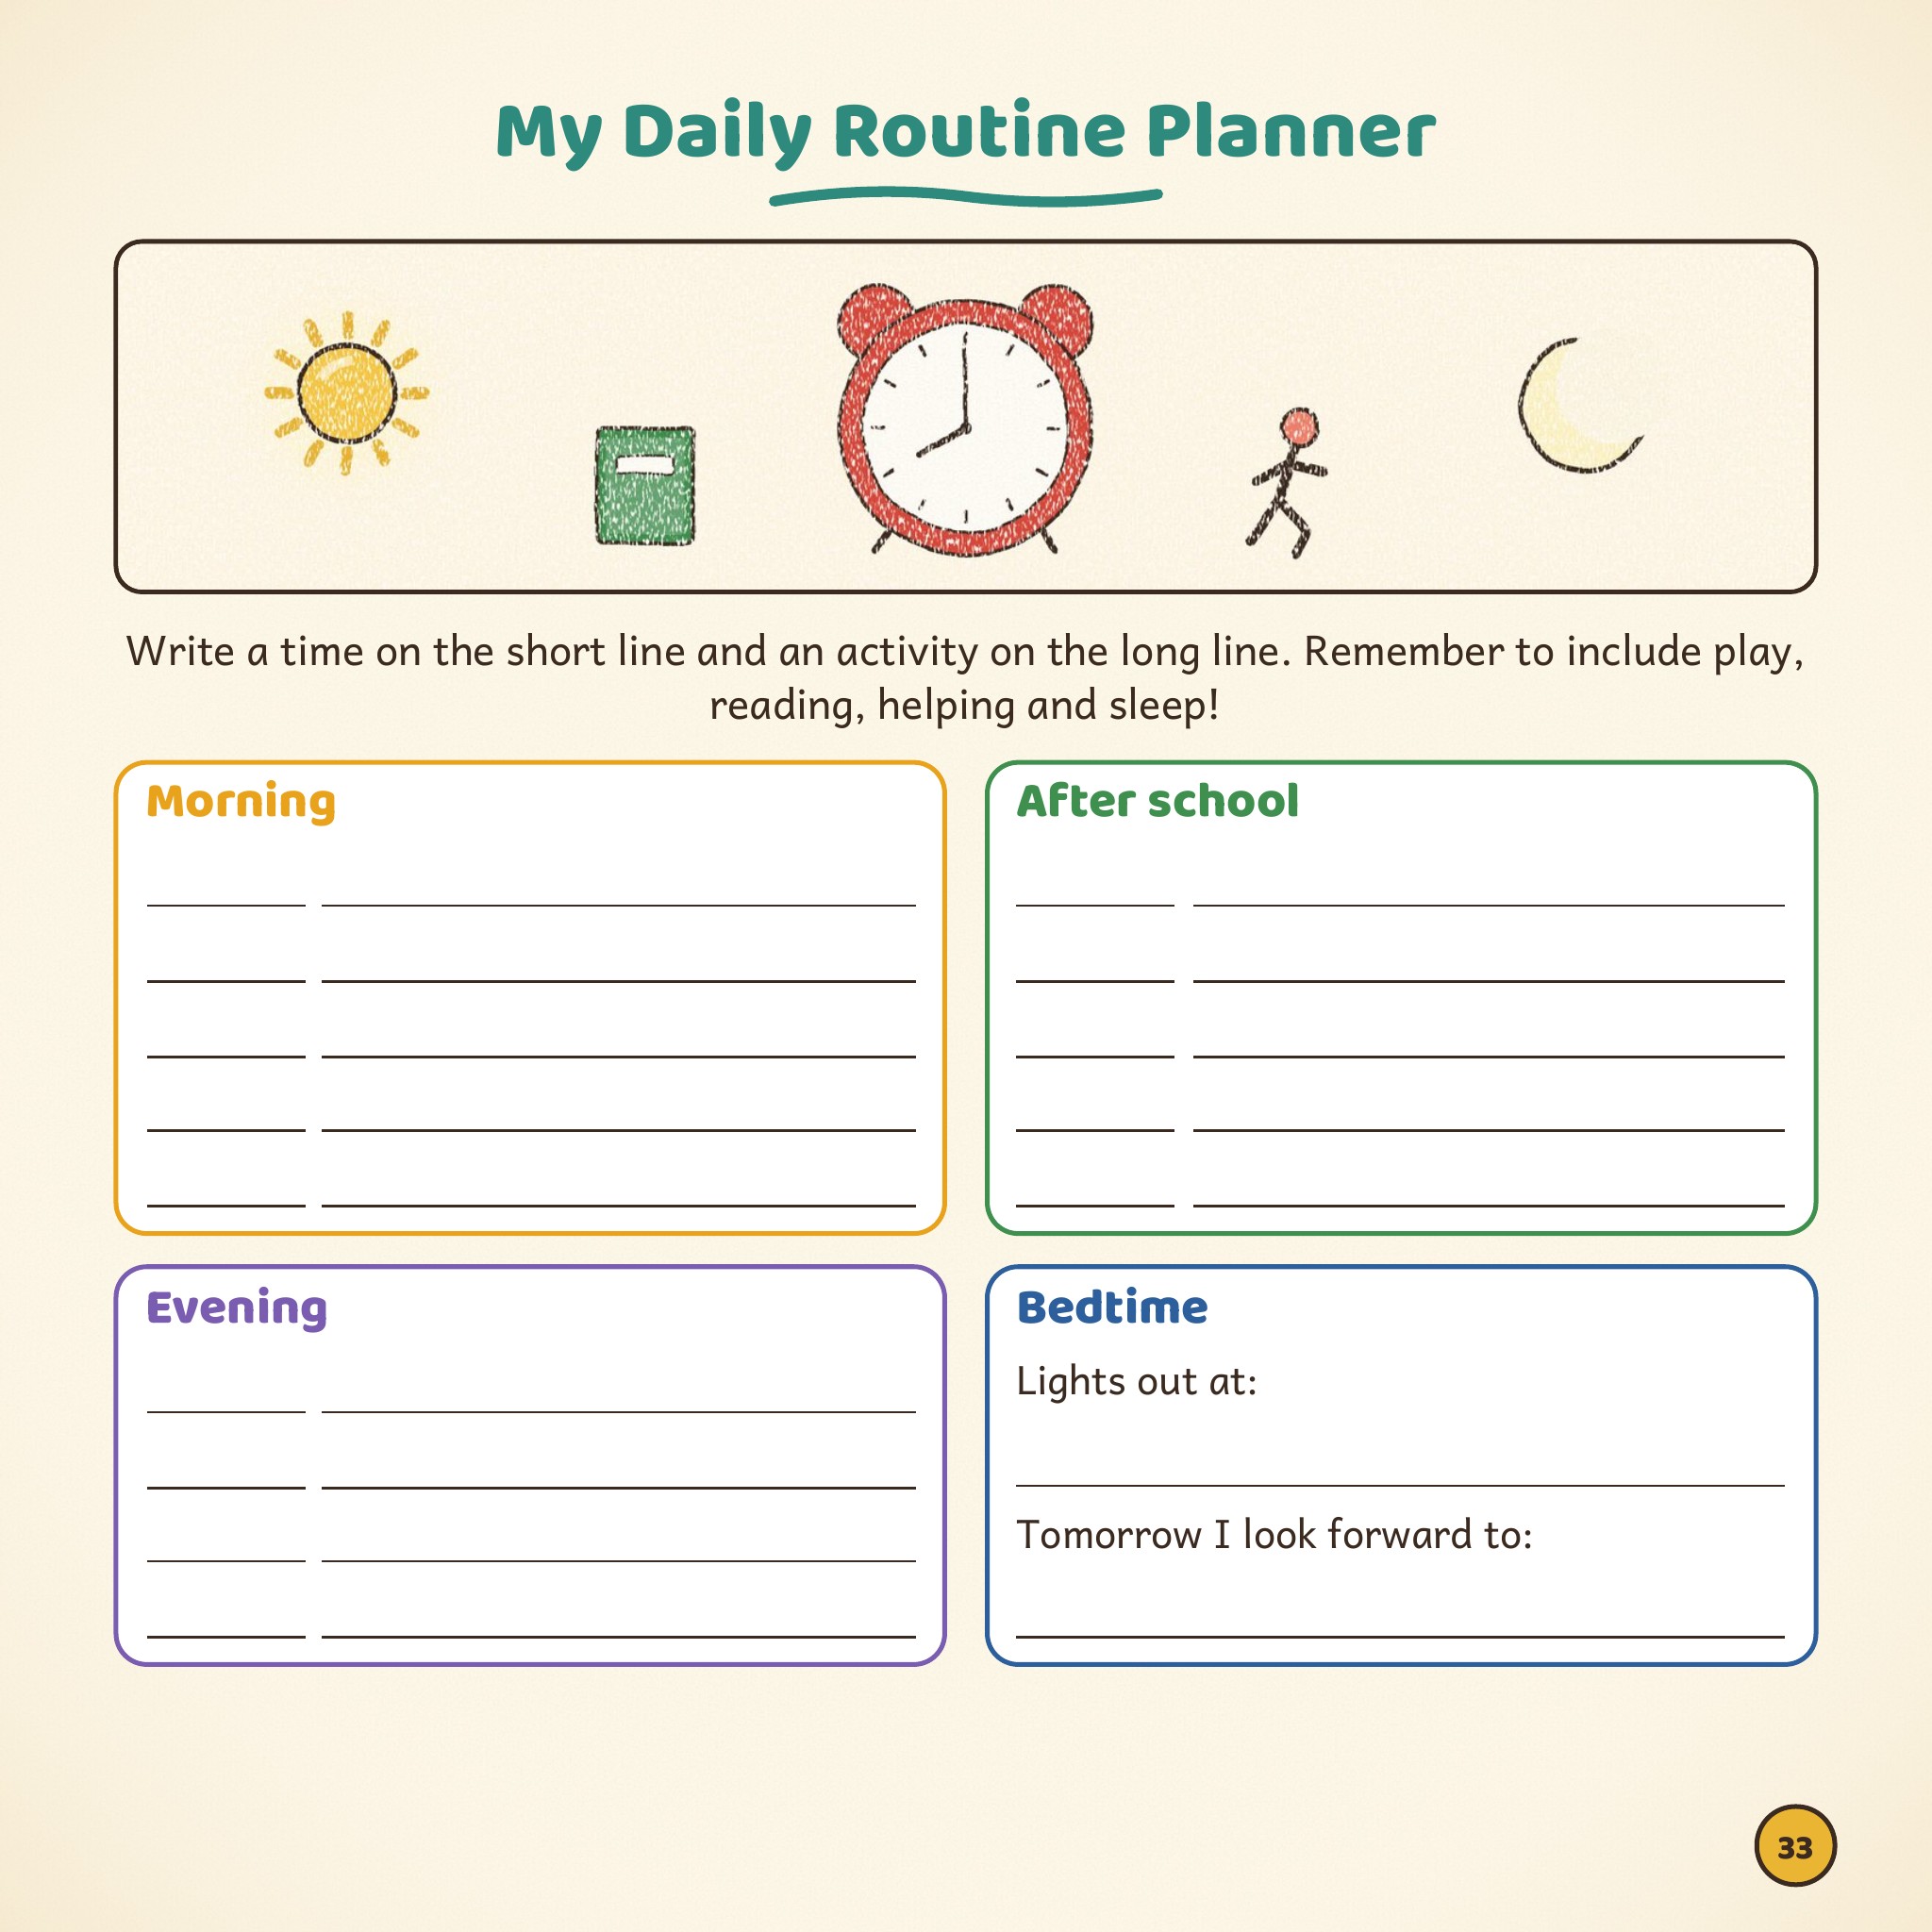 My Daily Routine Planner
Write a time on the short line and an activity on the long line. Remember to include play,
reading, helping and sleep!
Morning
After school
Evening
Bedtime
Lights out at:
Tomorrow I look forward to:
33